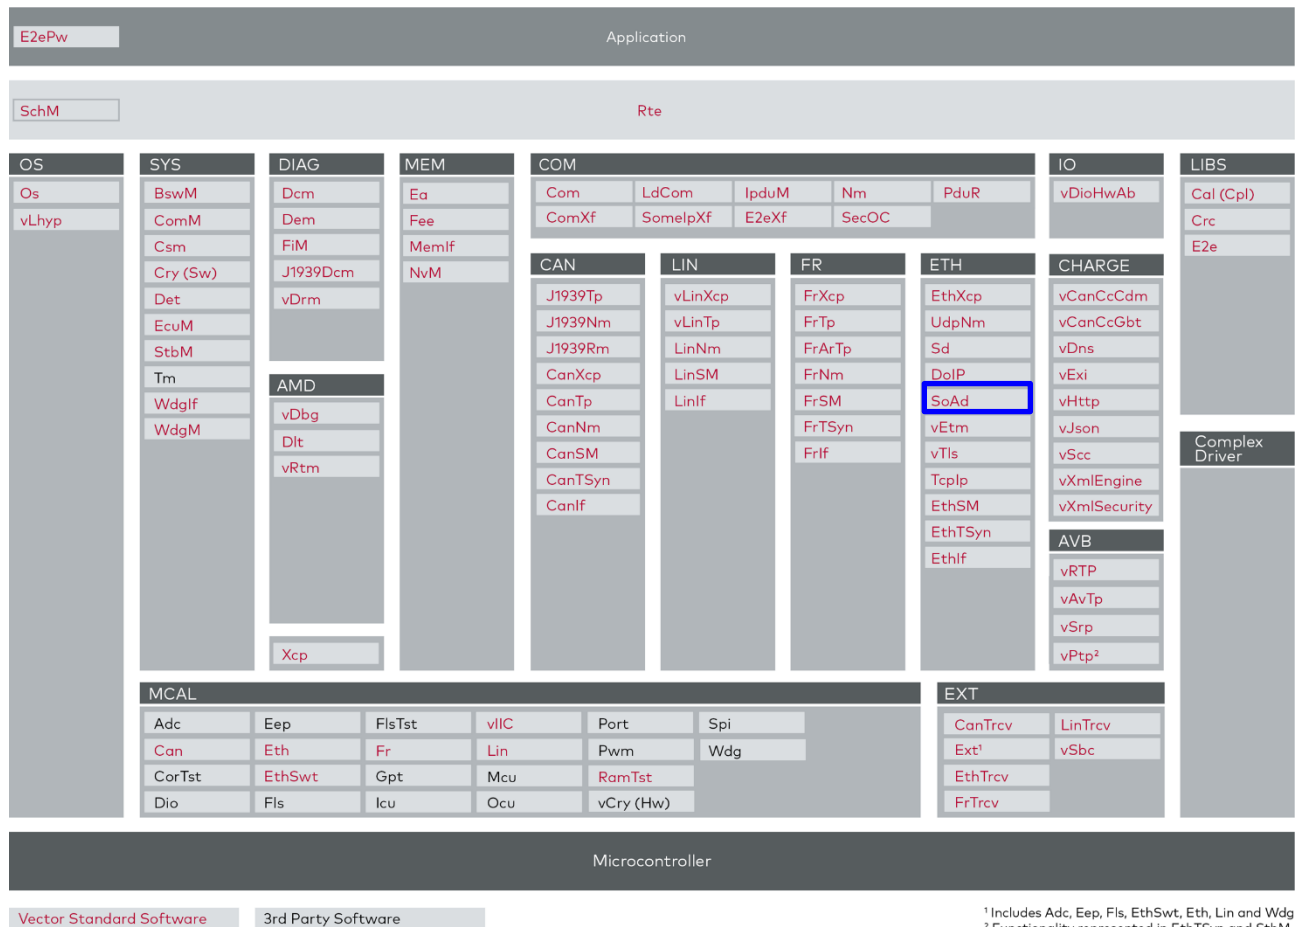 E2ePw
Application
SchM
Rte
OS
Os
vLhyp
SYS
BswM
ComM
Csm
Cry (Sw)
Det
EcuM
StbM
Tm
WdgIf
WdgM
DIAG
Dcm
Dem
FiM
J1939Dcm
vDrm
AMD
vDbg
Dlt
vRtm
Xcp
MEM
Ea
Fee
MemIf
NvM
COM
Com LdCom IpduM Nm PduR
ComXf SomeIpXf E2eXf SecOC
CAN
J1939Tp
J1939Nm
J1939Rm
CanXcp
CanTp
CanNm
CanSM
CanTSyn
CanIf
LIN
vLinXcp
vLinTp
LinNm
LinSM
LinIf
FR
FrXcp
FrTp
FrArTp
FrNm
FrSM
FrTSyn
FrIf
ETH
EthXcp
UdpNm
Sd
DoIP
SoAd
vEtm
vTls
TcpIp
EthSM
EthTSyn
EthIf
IO
vDioHwAb
CHARGE
vCanCcCdm
vCanCcGbt
vDns
vExi
vHttp
vJson
vScc
vXmlEngine
vXmlSecurity
AVB
vRTP
vAvTp
vSrp
vPtp²
LIBS
Cal (Cpl)
Crc
E2e
Complex
Driver
MCAL
Adc Eep FlsTst vIIC Port Spi
Can Eth Fr Lin Pwm Wdg
CorTst EthSwt Gpt Mcu RamTst
Dio Fls Icu Ocu vCry (Hw)
EXT
CanTrcv LinTrcv
Ext¹ vSbc
EthTrcv
FrTrcv
Microcontroller
Vector Standard Software
3rd Party Software
¹ Includes Adc, Eep, Fls, EthSwt, Eth, Lin and Wdg
² Functionality represented in EthTSyn and StbM